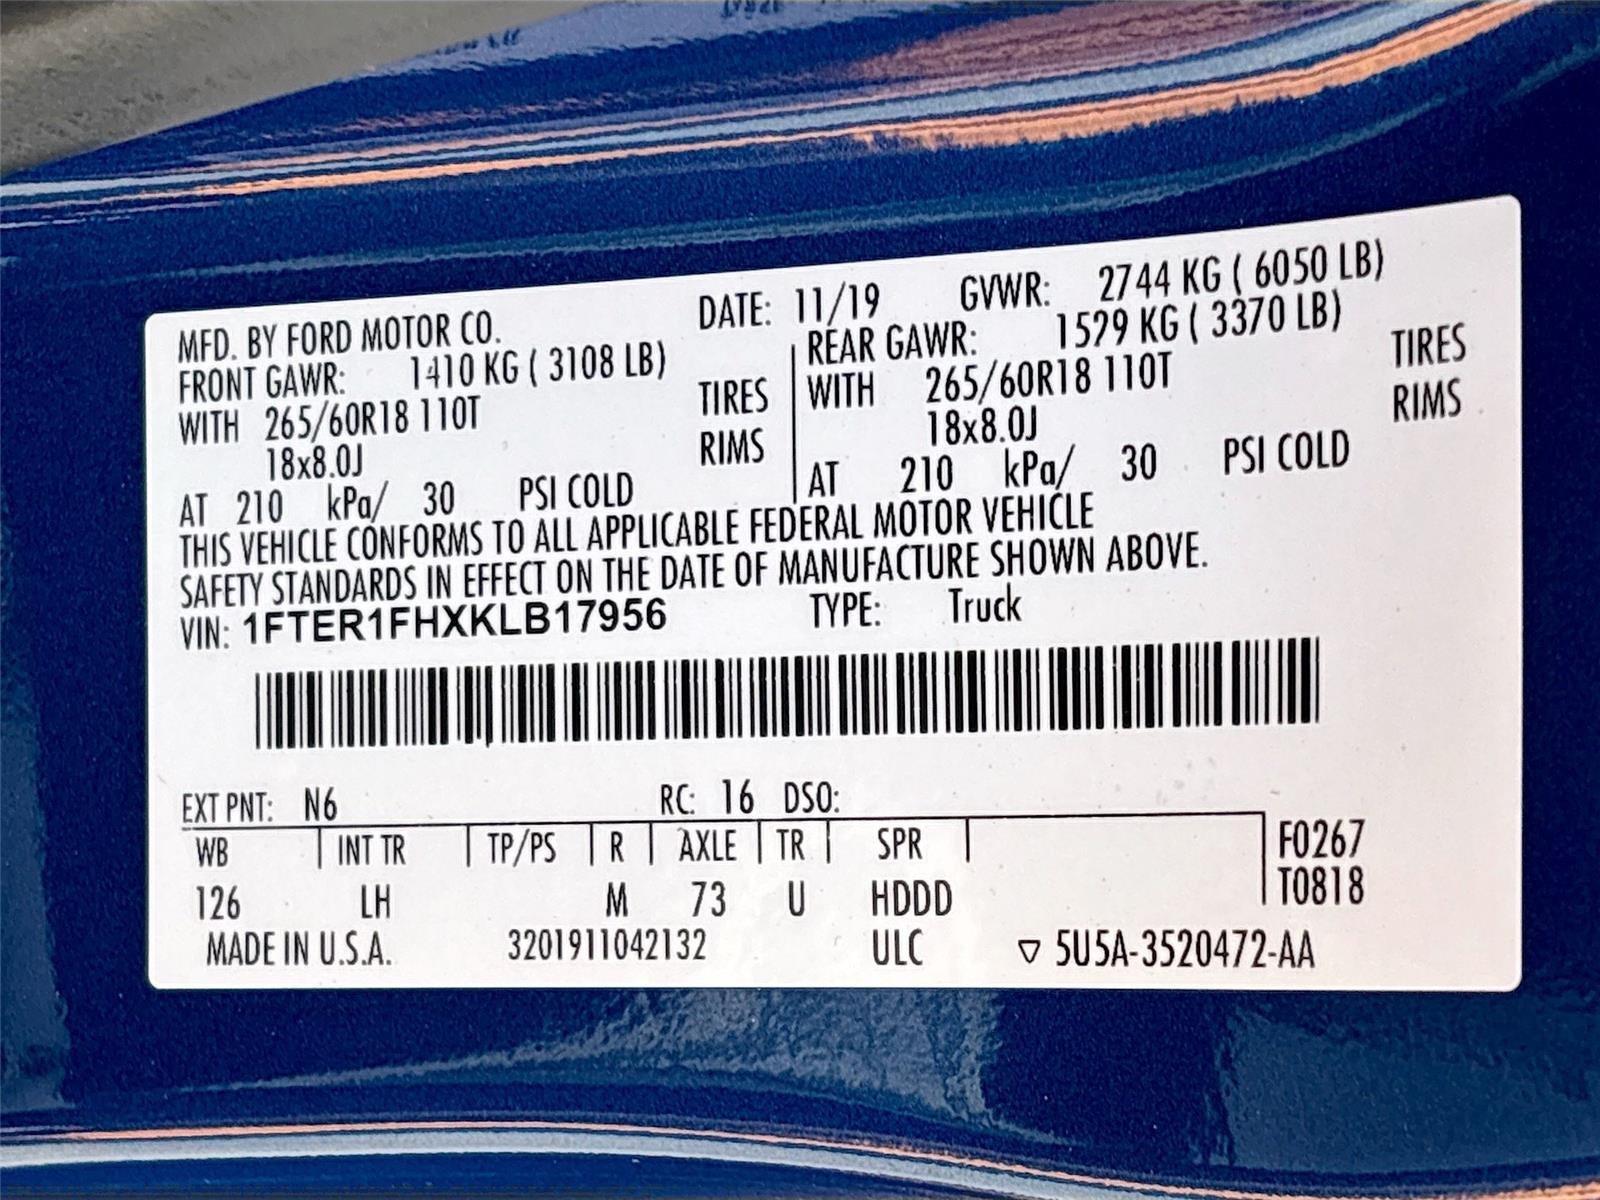 MFD. BY FORD MOTOR CO. DATE: 11/19 GVWR: 2744 KG ( 6050 LB)
FRONT GAWR: 1410 KG ( 3108 LB) REAR GAWR: 1529 KG ( 3370 LB)
WITH 265/60R18 110T TIRES WITH 265/60R18 110T TIRES
18x8.0J RIMS 18x8.0J RIMS
AT 210 kPa/ 30 PSI COLD AT 210 kPa/ 30 PSI COLD
THIS VEHICLE CONFORMS TO ALL APPLICABLE FEDERAL MOTOR VEHICLE
SAFETY STANDARDS IN EFFECT ON THE DATE OF MANUFACTURE SHOWN ABOVE.
VIN: 1FTER1FHXKLB17956 TYPE: Truck
EXT PNT: N6 RC: 16 DSO:
WB INT TR TP/PS R AXLE TR SPR F0267
126 LH M 73 U HDDD T0818
MADE IN U.S.A. 3201911042132 ULC ▽ 5U5A-3520472-AA